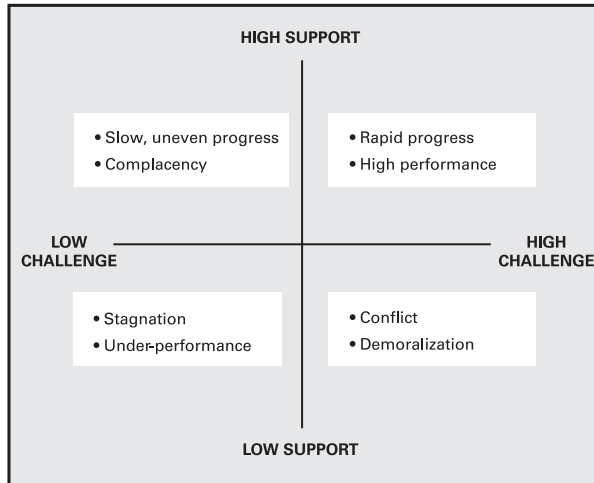 HIGH SUPPORT
• Slow, uneven progress
• Complacency
• Rapid progress
• High performance
LOW
CHALLENGE
HIGH
CHALLENGE
• Stagnation
• Under-performance
• Conflict
• Demoralization
LOW SUPPORT